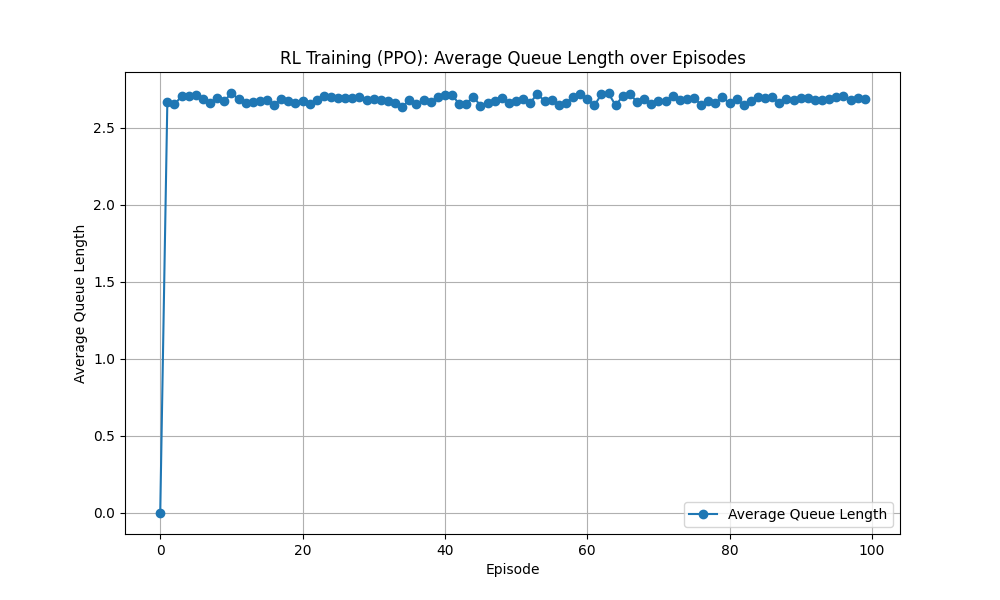 RL Training (PPO): Average Queue Length over Episodes
Average Queue Length
2.5
2.0
1.5
1.0
0.5
0.0
0 20 40 60 80 100
Episode
Average Queue Length